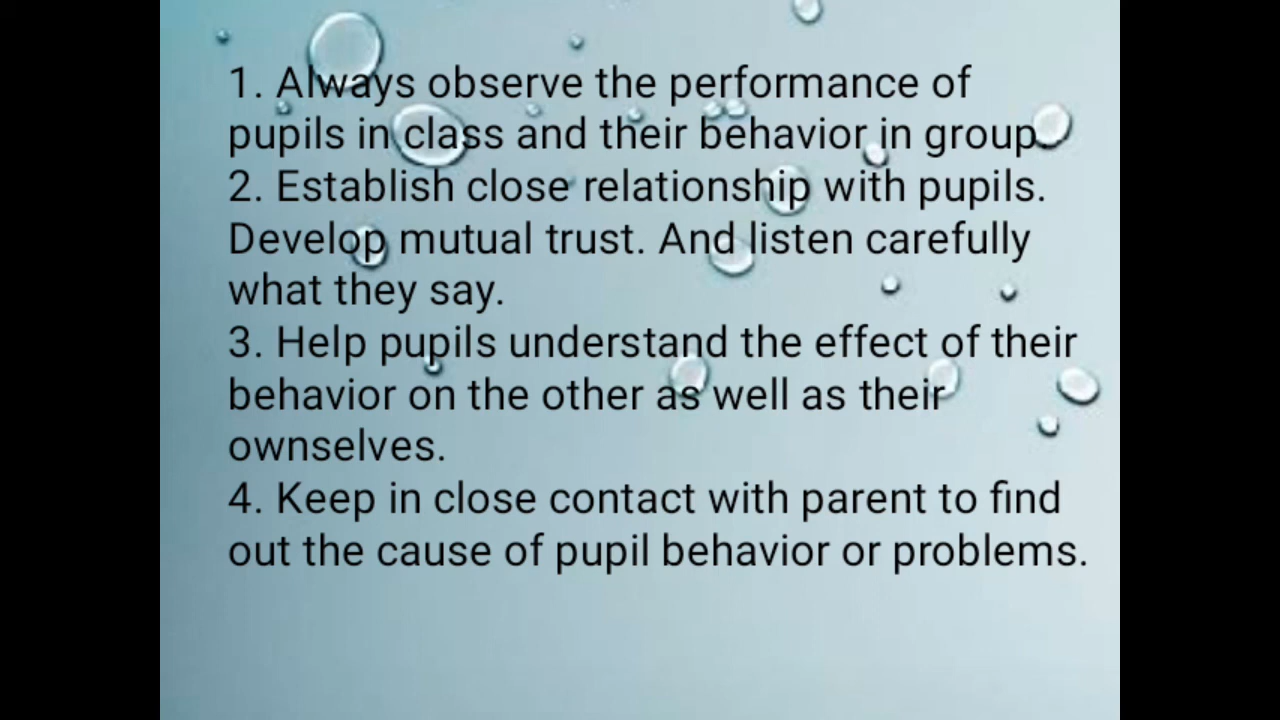 1. Always observe the performance of
pupils in class and their behavior in group.
2. Establish close relationship with pupils.
Develop mutual trust. And listen carefully
what they say.
3. Help pupils understand the effect of their
behavior on the other as well as their
ownselves.
4. Keep in close contact with parent to find
out the cause of pupil behavior or problems.